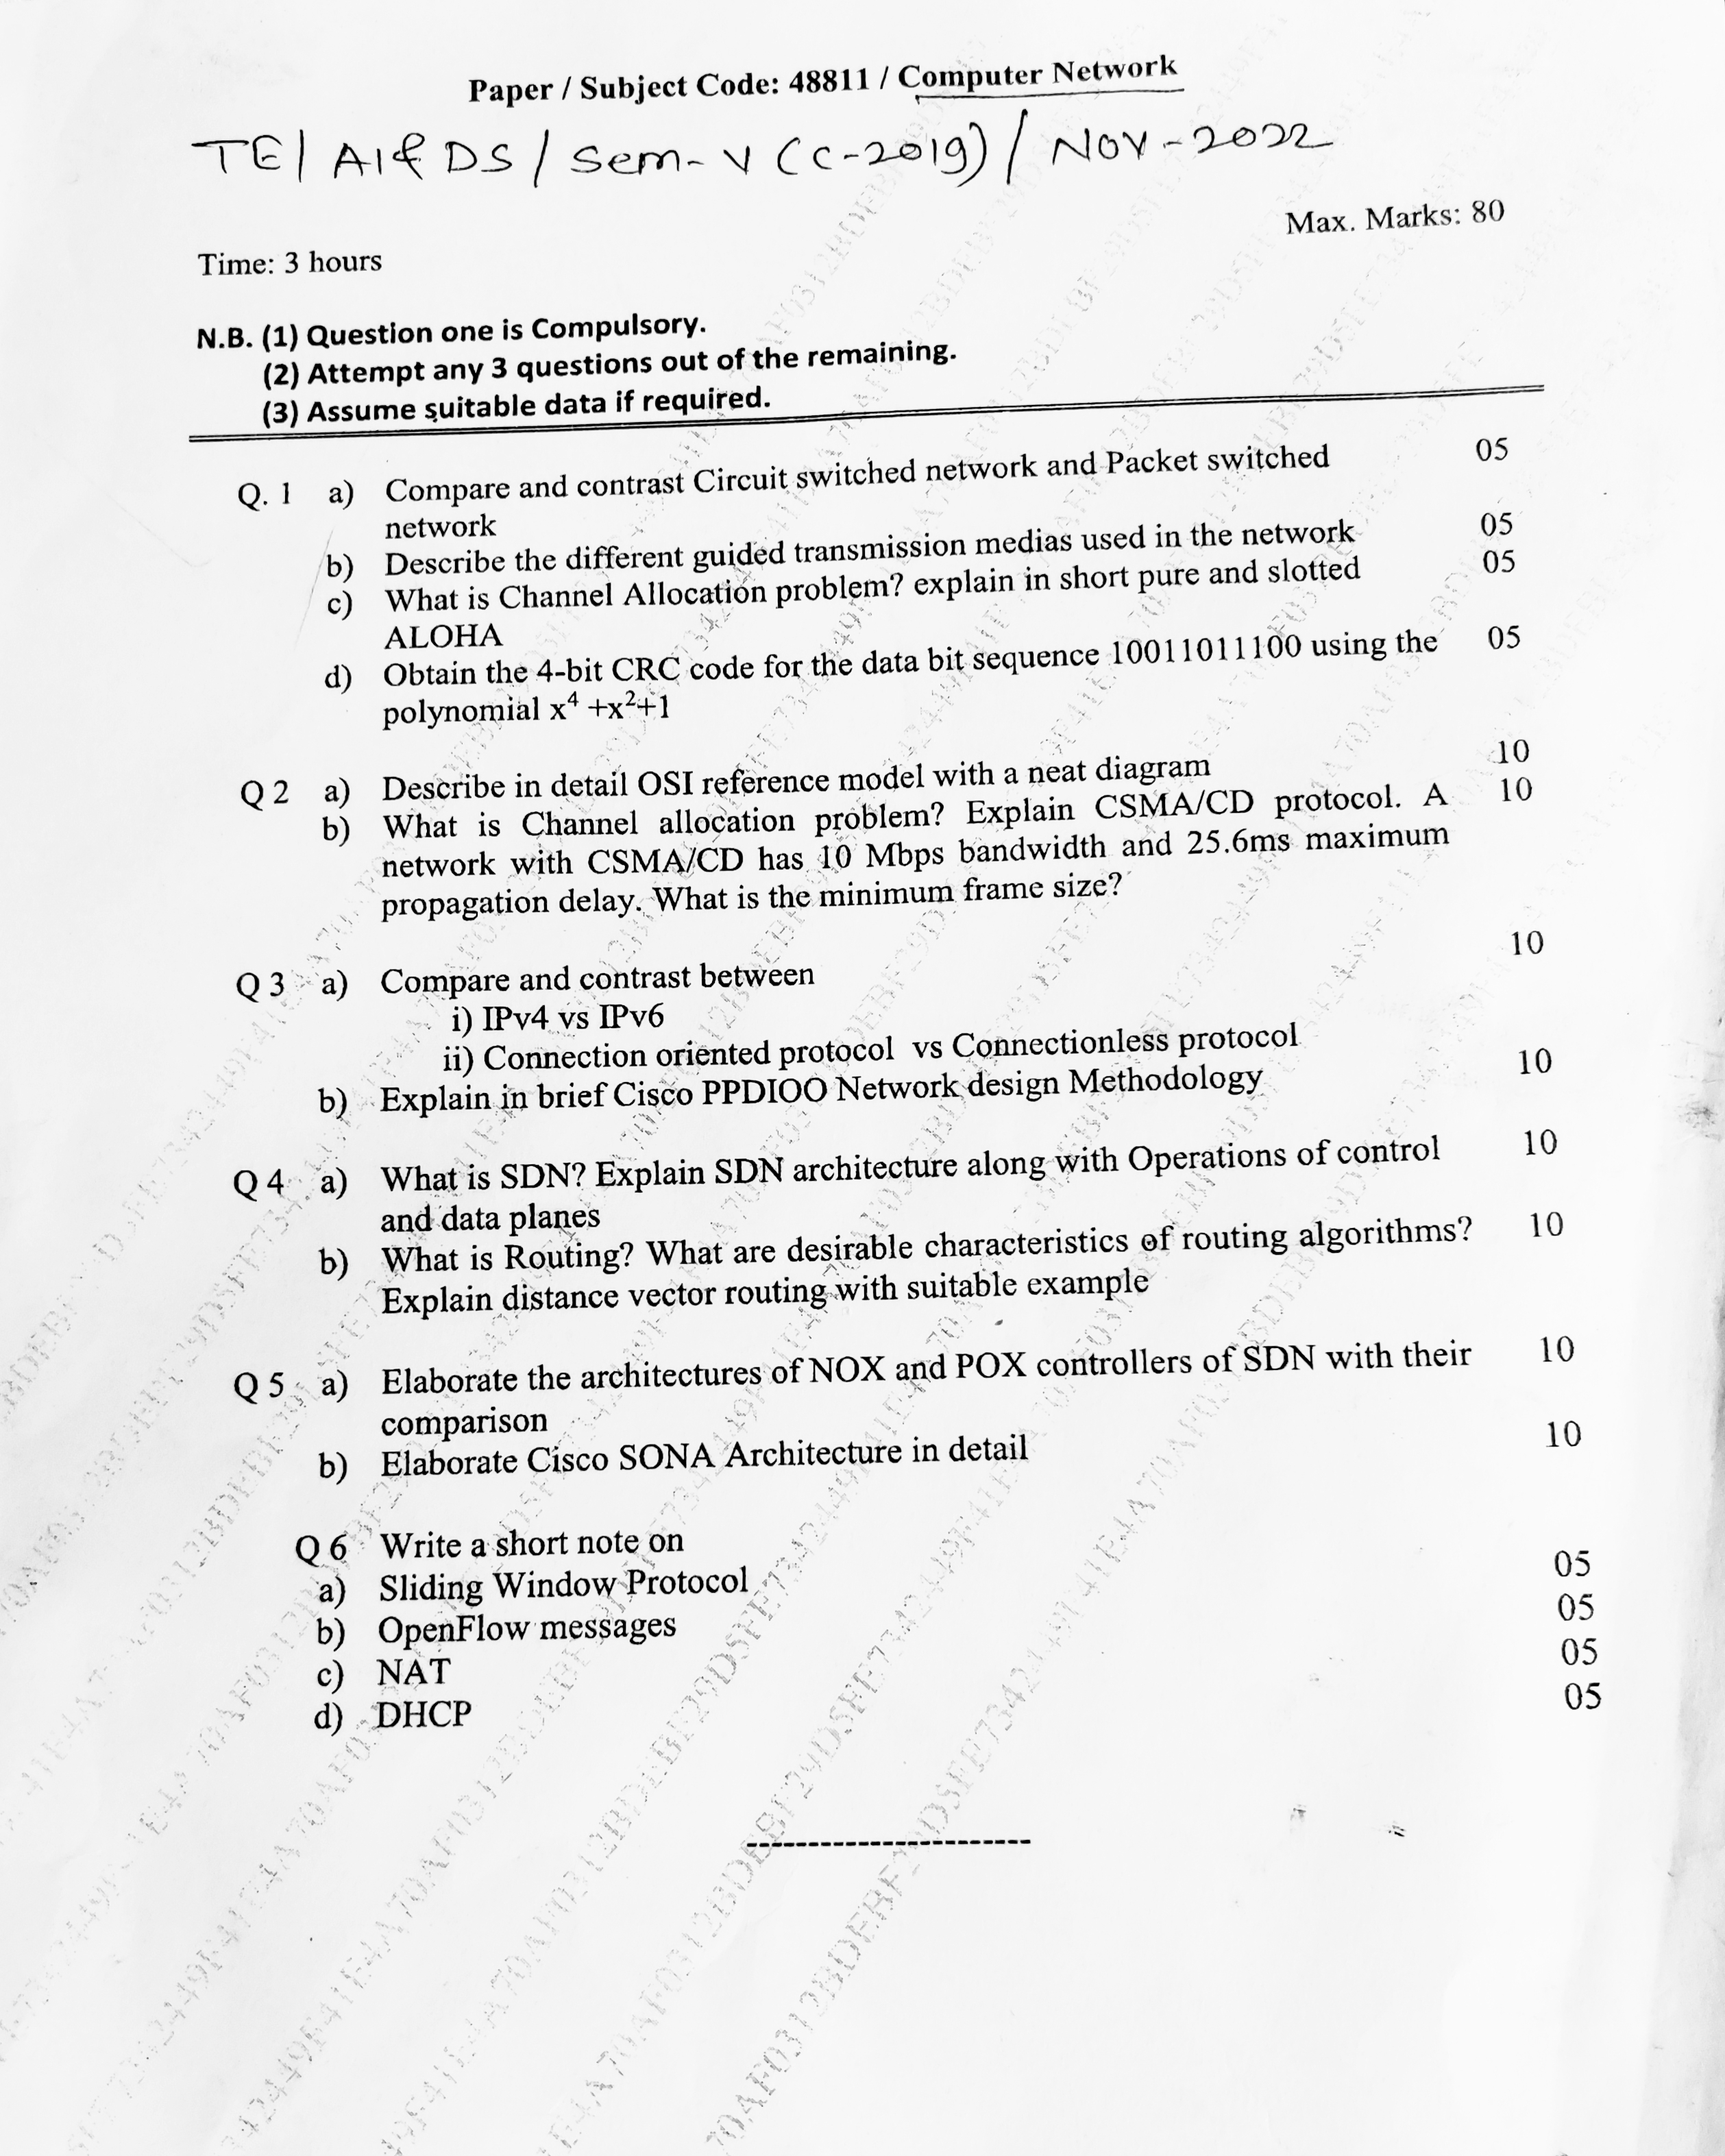 Paper / Subject Code: 48811 / Computer Network
TE/ AI & DS / Sem- V (C-2019) / NOV-2022
Max. Marks: 80
Time: 3 hours
N.B. (1) Question one is Compulsory.
(2) Attempt any 3 questions out of the remaining.
(3) Assume suitable data if required.
Q. 1 a) Compare and contrast Circuit switched network and Packet switched 05
network
b) Describe the different guided transmission medias used in the network 05
c) What is Channel Allocation problem? explain in short pure and slotted 05
ALOHA
d) Obtain the 4-bit CRC code for the data bit sequence 10011011100 using the 05
polynomial x⁴ +x²+1
Q 2 a) Describe in detail OSI reference model with a neat diagram 10
b) What is Channel allocation problem? Explain CSMA/CD protocol. A 10
network with CSMA/CD has 10 Mbps bandwidth and 25.6ms maximum
propagation delay. What is the minimum frame size?
Q 3 a) Compare and contrast between 10
i) IPv4 vs IPv6
ii) Connection oriented protocol vs Connectionless protocol
b) Explain in brief Cisco PPDIOO Network design Methodology 10
Q 4 a) What is SDN? Explain SDN architecture along with Operations of control 10
and data planes
b) What is Routing? What are desirable characteristics of routing algorithms? 10
Explain distance vector routing with suitable example
Q 5 a) Elaborate the architectures of NOX and POX controllers of SDN with their 10
comparison
b) Elaborate Cisco SONA Architecture in detail 10
Q 6 Write a short note on
a) Sliding Window Protocol 05
b) OpenFlow messages 05
c) NAT 05
d) DHCP 05